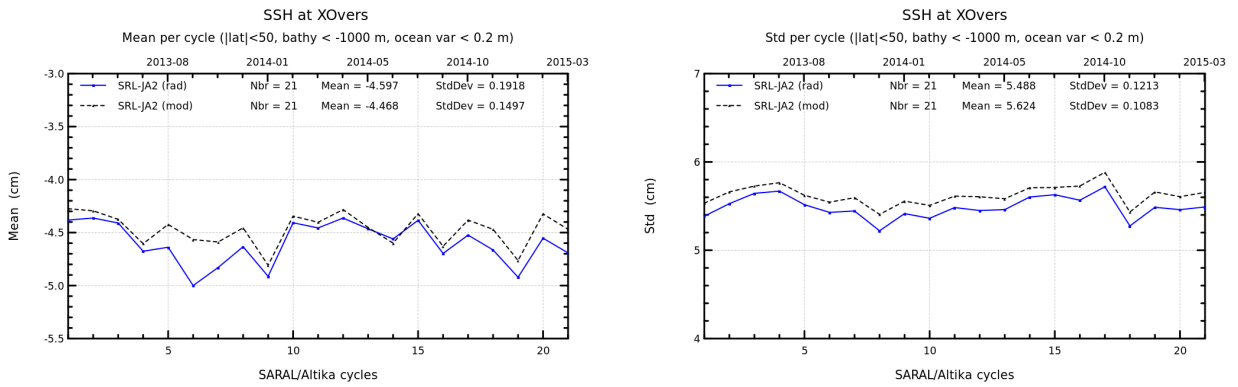 SSH at XOvers
Mean per cycle (|lat|<50, bathy < -1000 m, ocean var < 0.2 m)
2013-08 2014-01 2014-05 2014-10 2015-03
SRL-JA2 (rad) Nbr = 21 Mean = -4.597 StdDev = 0.1918
SRL-JA2 (mod) Nbr = 21 Mean = -4.468 StdDev = 0.1497
-3.0
-3.5
-4.0
-4.5
-5.0
-5.5
Mean (cm)
5 10 15 20
SARAL/Altika cycles
SSH at XOvers
Std per cycle (|lat|<50, bathy < -1000 m, ocean var < 0.2 m)
2013-08 2014-01 2014-05 2014-10 2015-03
SRL-JA2 (rad) Nbr = 21 Mean = 5.488 StdDev = 0.1213
SRL-JA2 (mod) Nbr = 21 Mean = 5.624 StdDev = 0.1083
7
6
5
4
Std (cm)
5 10 15 20
SARAL/Altika cycles